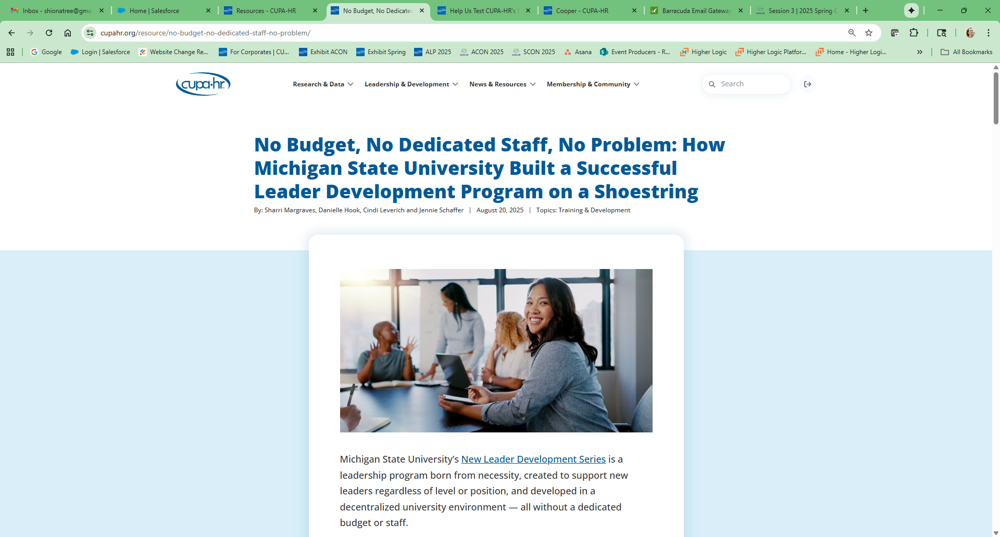 Inbox - shionatree@gmai
Home | Salesforce
Resources - CUPA-HR
No Budget, No Dedicated
Help Us Test CUPA-HR's
Cooper - CUPA-HR
Barracuda Email Gateway
Session 3 | 2025 Spring C
cupahr.org/resource/no-budget-no-dedicated-staff-no-problem/
Google
Login | Salesforce
Website Change Re...
For Corporates | CU...
Exhibit ACON
Exhibit Spring
ALP 2025
ACON 2025
SCON 2025
Asana
Event Producers - R...
Higher Logic
Higher Logic Platfor...
Home - Higher Logi...
All Bookmarks
cupa-hr
Research & Data
Leadership & Development
News & Resources
Membership & Community
Search
No Budget, No Dedicated Staff, No Problem: How
Michigan State University Built a Successful
Leader Development Program on a Shoestring
By: Sharri Margraves, Danielle Hook, Cindi Leverich and Jennie Schaffer | August 20, 2025 | Topics: Training & Development
Michigan State University’s New Leader Development Series is a
leadership program born from necessity, created to support new
leaders regardless of level or position, and developed in a
decentralized university environment — all without a dedicated
budget or staff.